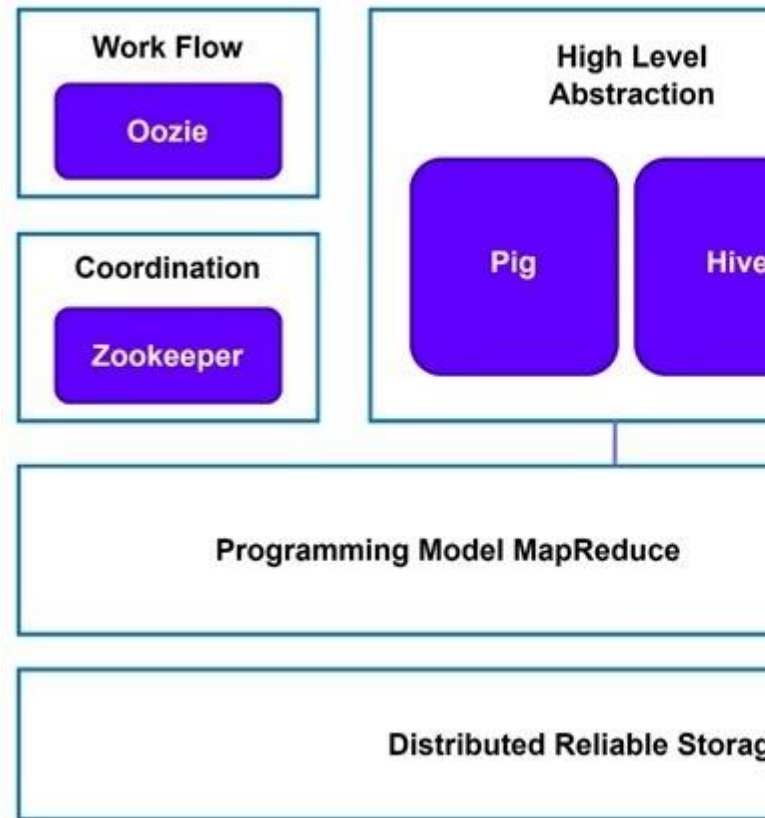 Work Flow
Oozie
High Level
Abstraction
Coordination
Zookeeper
Pig
Hive
Programming Model MapReduce
Distributed Reliable Storag